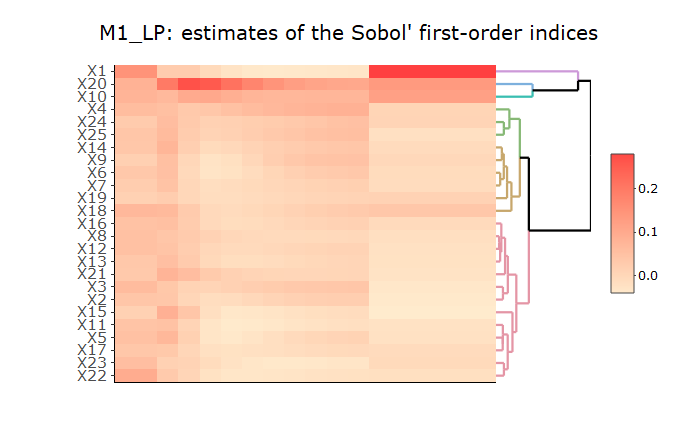 M1_LP: estimates of the Sobol' first-order indices
X1
X20
X10
X4
X24
X25
X14
X9
X6
X7
X19
X18
X16
X8
X12
X13
X21
X3
X2
X15
X11
X5
X17
X23
X22
0.2
0.1
0.0